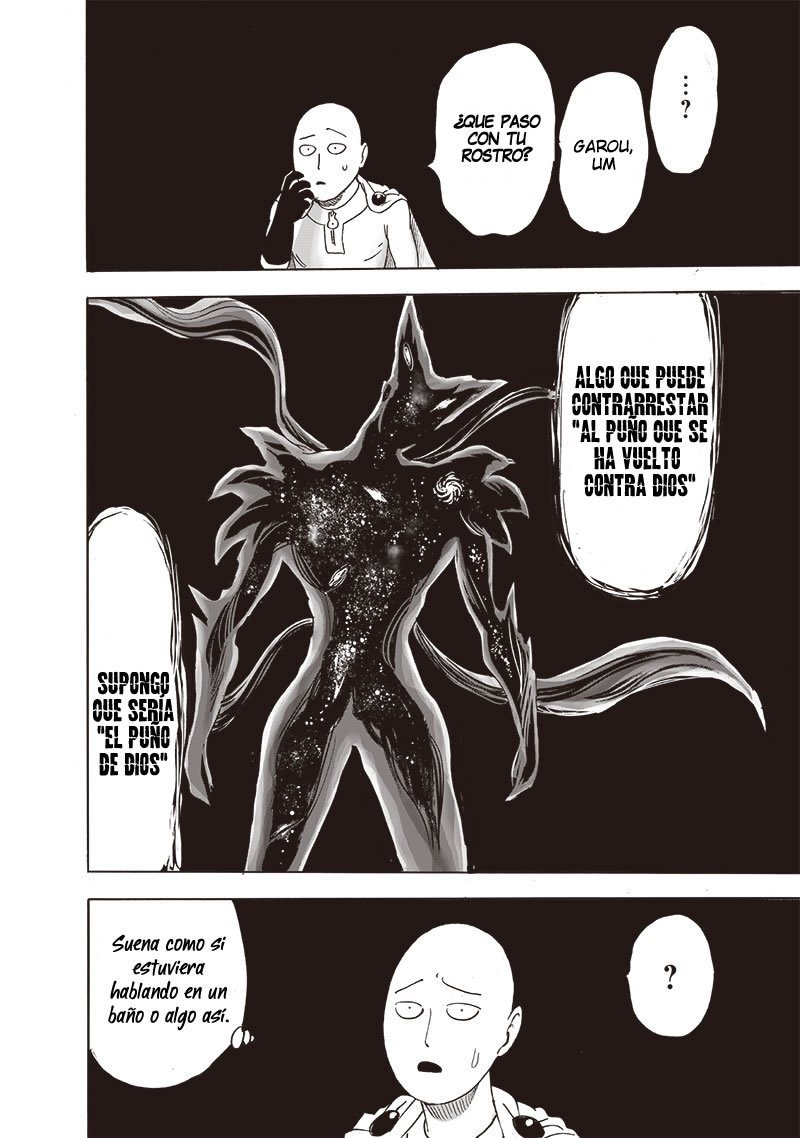 ...?
GAROU,
UM
¿QUE PASO
CON TU
ROSTRO?
ALGO QUE PUEDE
CONTRARRESTAR
"AL PUÑO QUE SE
HA VUELTO
CONTRA DIOS"
SUPONGO
QUE SERIA
"EL PUÑO
DE DIOS"
?
Suena como si
estuviera
hablando en un
baño o algo así.